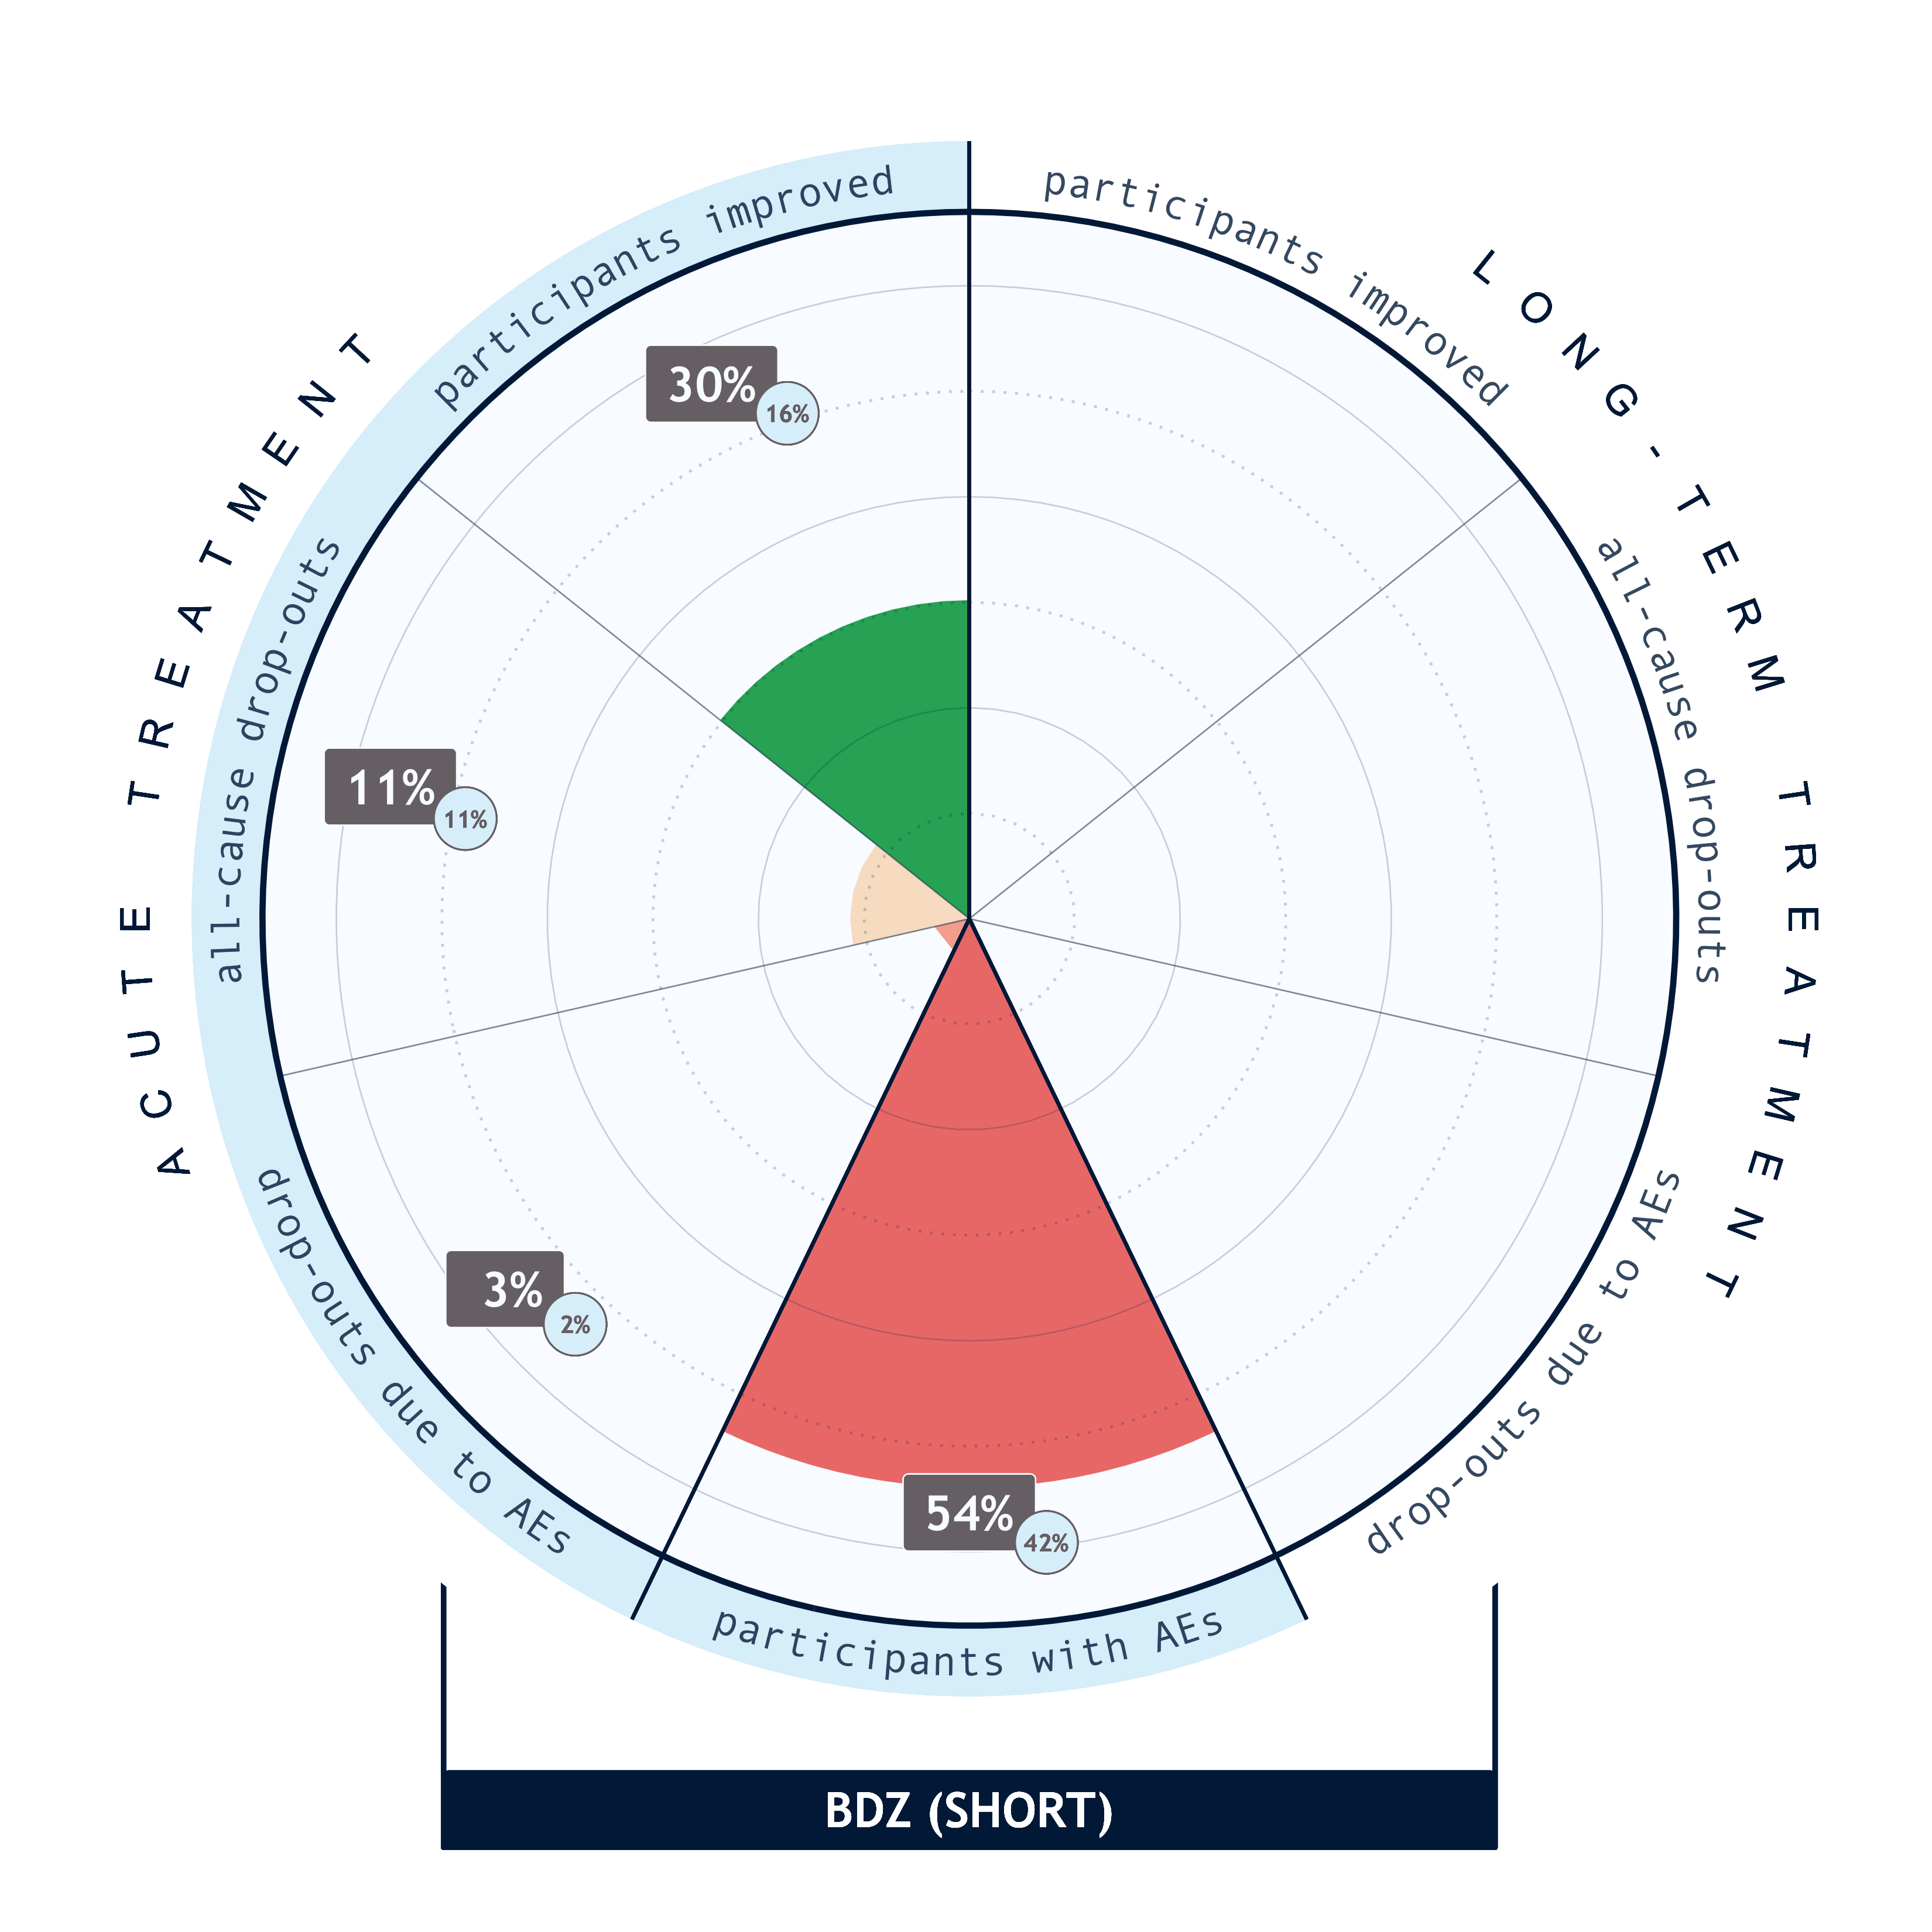 ACUTE TREATMENT
LONG-TERM TREATMENT
participants improved
participants improved
30%
16%
all-cause drop-outs
all-cause drop-outs
11%
11%
drop-outs due to AEs
drop-outs due to AEs
3%
2%
54%
42%
participants with AEs
BDZ (SHORT)